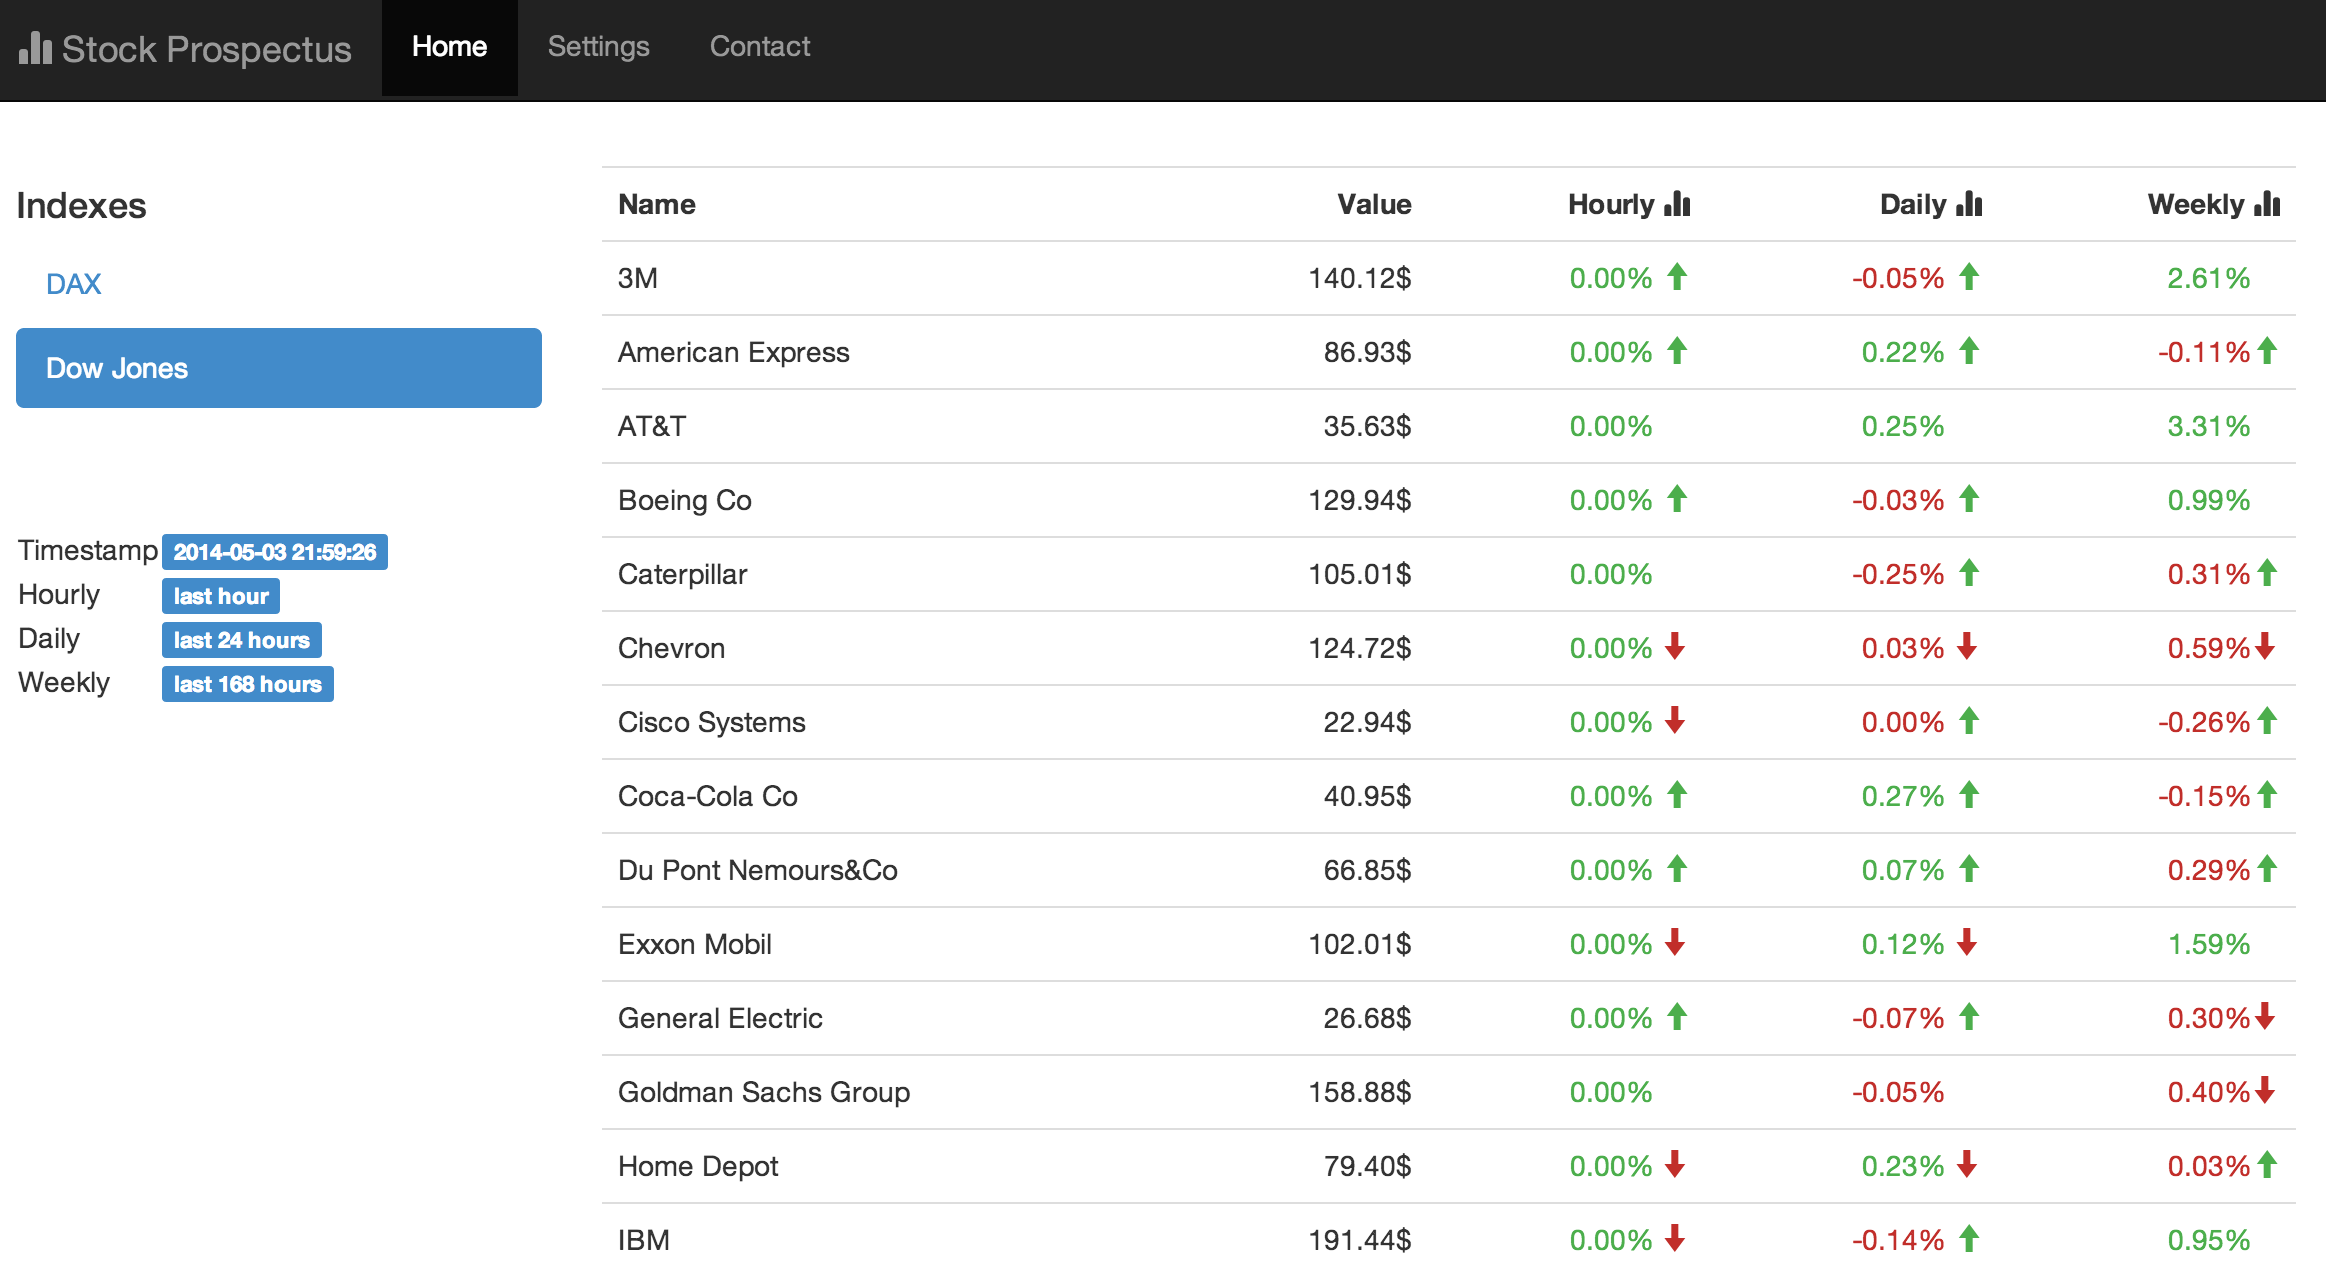 Stock Prospectus Home Settings Contact
Indexes
DAX
Dow Jones
Timestamp 2014-05-03 21:59:26
Hourly last hour
Daily last 24 hours
Weekly last 168 hours
Name Value Hourly Daily Weekly
3M 140.12$ 0.00% -0.05% 2.61%
American Express 86.93$ 0.00% 0.22% -0.11%
AT&T 35.63$ 0.00% 0.25% 3.31%
Boeing Co 129.94$ 0.00% -0.03% 0.99%
Caterpillar 105.01$ 0.00% -0.25% 0.31%
Chevron 124.72$ 0.00% 0.03% 0.59%
Cisco Systems 22.94$ 0.00% 0.00% -0.26%
Coca-Cola Co 40.95$ 0.00% 0.27% -0.15%
Du Pont Nemours&Co 66.85$ 0.00% 0.07% 0.29%
Exxon Mobil 102.01$ 0.00% 0.12% 1.59%
General Electric 26.68$ 0.00% -0.07% 0.30%
Goldman Sachs Group 158.88$ 0.00% -0.05% 0.40%
Home Depot 79.40$ 0.00% 0.23% 0.03%
IBM 191.44$ 0.00% -0.14% 0.95%